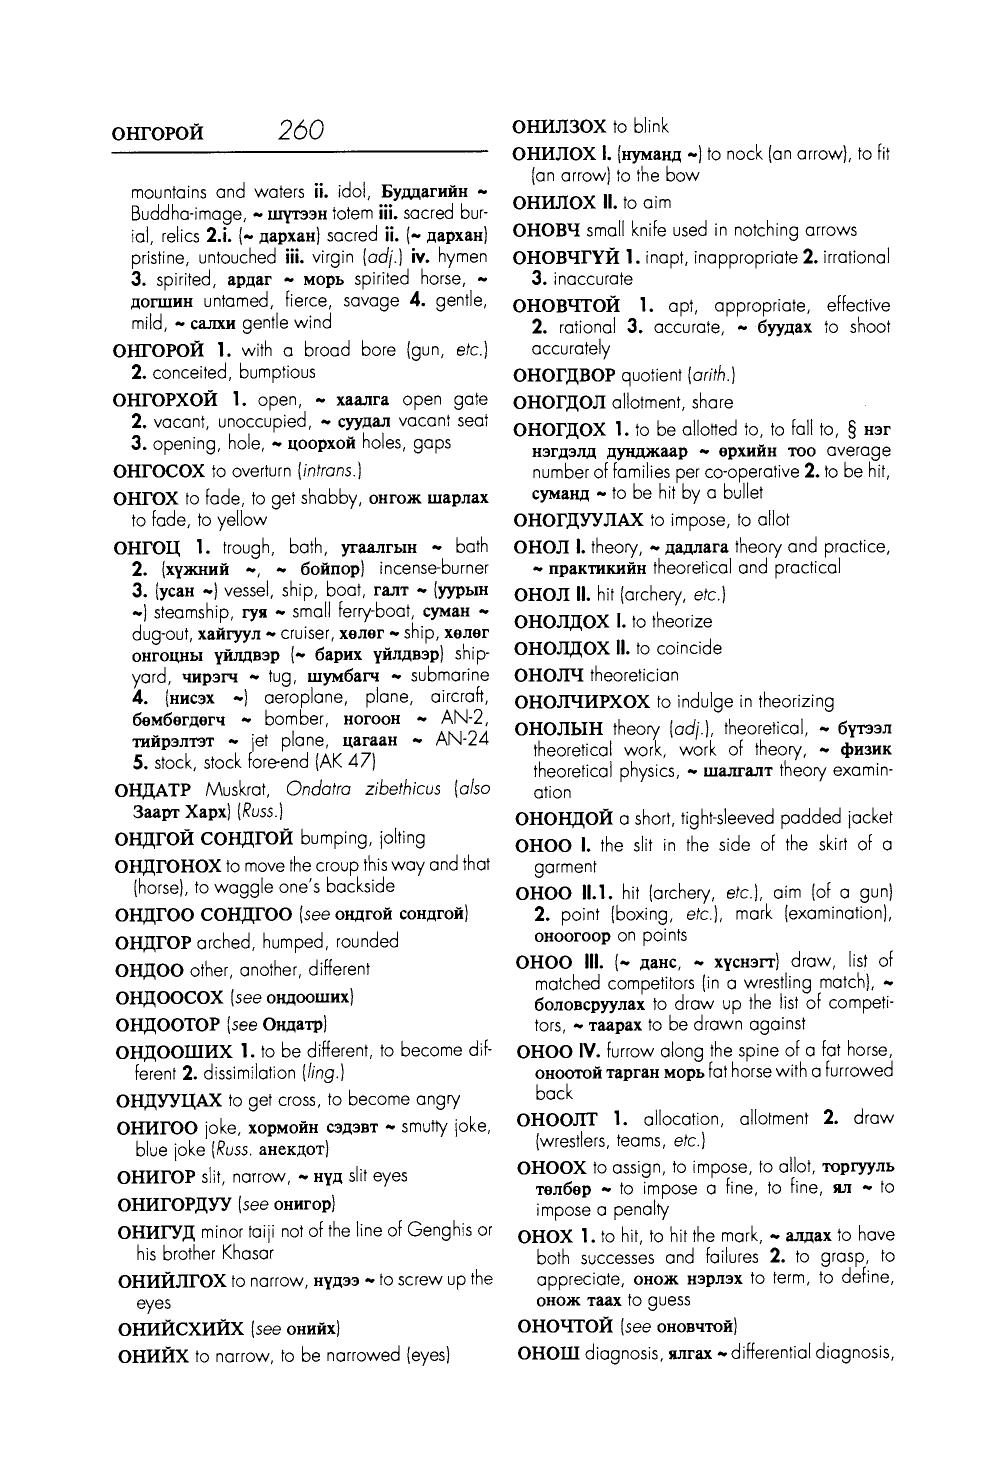 ОНГОРОЙ 260
mountains and waters ii. idol, Буддагийн ~
Buddha-image, ~ шүтээн totem iii. sacred bur-
ial, relics 2.i. (~ дархан) sacred ii. (~ дархан)
pristine, untouched iii. virgin (adj.) iv. hymen
3. spirited, ардаг ~ морь spirited horse, ~
догшин untamed, fierce, savage 4. gentle,
mild, ~ салхи gentle wind
ОНГОРОЙ 1. with a broad bore (gun, etc.)
2. conceited, bumptious
ОНГОРХОЙ 1. open, ~ хаалга open gate
2. vacant, unoccupied, ~ суудал vacant seat
3. opening, hole, ~ цоорхой holes, gaps
ОНГОСОХ to overturn (intrans.)
ОНГОХ to fade, to get shabby, онгож шарлах
to fade, to yellow
ОНГОЦ 1. trough, bath, угаалгын ~ bath
2. (хүжний ~, ~ бойпор) incense-burner
3. (усан ~) vessel, ship, boat, галт ~ (уурын
~) steamship, гуя ~ small ferry-boat, суман ~
dug-out, хайгуул ~ cruiser, хөлөг ~ ship, хөлөг
онгоцны үйлдвэр (~ барих үйлдвэр) ship-
yard, чирэгч ~ tug, шумбагч ~ submarine
4. (нисэх ~) aeroplane, plane, aircraft,
бөмбөгдөгч ~ bomber, ногоон ~ AN-2,
тийрэлтэт ~ jet plane, цагаан ~ AN-24
5. stock, stock fore-end (AK 47)
ОНДАТР Muskrat, Ondatra zibethicus (also
Заарт Харх) (Russ.)
ОНДГОЙ СОНДГОЙ bumping, jolting
ОНДГОНОХ to move the croup this way and that
(horse), to waggle one's backside
ОНДГОО СОНДГОО (see ондгой сондгой)
ОНДГОР arched, humped, rounded
ОНДОО other, another, different
ОНДООСОХ (see ондооших)
ОНДООТОР (see Ондатр)
ОНДООШИХ 1. to be different, to become dif-
ferent 2. dissimilation (ling.)
ОНДУУЦАХ to get cross, to become angry
ОНИГОО joke, хормойн сэдэвт ~ smutty joke,
blue joke (Russ. анекдот)
ОНИГОР slit, narrow, ~ нүд slit eyes
ОНИГОРДУУ (see онигор)
ОНИГУД minor taiji not of the line of Genghis or
his brother Khasar
ОНИЙЛГОХ to narrow, нүдээ ~ to screw up the
eyes
ОНИЙСХИЙХ (see онийх)
ОНИЙХ to narrow, to be narrowed (eyes)
ОНИЛЗОХ to blink
ОНИЛОХ I. (нуманд ~) to nock (an arrow), to fit
(an arrow) to the bow
ОНИЛОХ II. to aim
ОНОВЧ small knife used in notching arrows
ОНОВЧГҮЙ 1. inapt, inappropriate 2. irrational
3. inaccurate
ОНОВЧТОЙ 1. apt, appropriate, effective
2. rational 3. accurate, ~ буудах to shoot
accurately
ОНОГДВОР quotient (arith.)
ОНОГДОЛ allotment, share
ОНОГДОХ 1. to be allotted to, to fall to, § нэг
нэгдэлд дунджаар ~ өрхийн тоо average
number of families per co-operative 2. to be hit,
суманд ~ to be hit by a bullet
ОНОГДУУЛАХ to impose, to allot
ОНОЛ I. theory, ~ дадлага theory and practice,
~ практикийн theoretical and practical
ОНОЛ II. hit (archery, etc.)
ОНОЛДОХ I. to theorize
ОНОЛДОХ II. to coincide
ОНОЛЧ theoretician
ОНОЛЧИРХОХ to indulge in theorizing
ОНОЛЫН theory (adj.), theoretical, ~ бүтээл
theoretical work, work of theory, ~ физик
theoretical physics, ~ шалгалт theory examin-
ation
ОНОНДОЙ a short, tight-sleeved padded jacket
ОНОО I. the slit in the side of the skirt of a
garment
ОНОО II.1. hit (archery, etc.), aim (of a gun)
2. point (boxing, etc.), mark (examination),
оноогоор on points
ОНОО III. (~ данс, ~ хүснэгт) draw, list of
matched competitors (in a wrestling match), ~
боловсруулах to draw up the list of competi-
tors, ~ таарах to be drawn against
ОНОО IV. furrow along the spine of a fat horse,
оноотой тарган морь fat horse with a furrowed
back
ОНООЛТ 1. allocation, allotment 2. draw
(wrestlers, teams, etc.)
ОНООХ to assign, to impose, to allot, торгууль
төлбөр ~ to impose a fine, to fine, ял ~ to
impose a penalty
ОНОХ 1. to hit, to hit the mark, ~ алдах to have
both successes and failures 2. to grasp, to
appreciate, онож нэрлэх to term, to define,
онож таах to guess
ОНОЧТОЙ (see оновчтой)
ОНОШ diagnosis, ялгах ~ differential diagnosis,